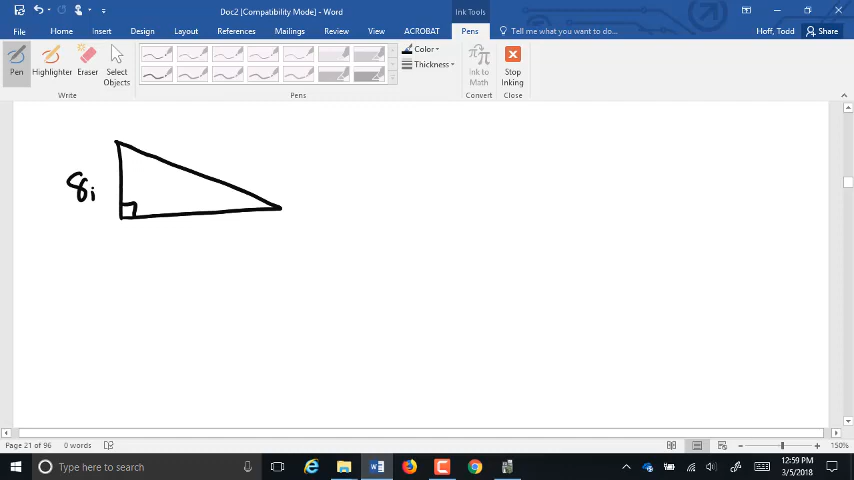 Doc2 [Compatibility Mode] - Word
Ink Tools
Hoff, Todd
File
Home
Insert
Design
Layout
References
Mailings
Review
View
ACROBAT
Pens
Tell me what you want to do...
Share
Pen
Highlighter
Eraser
Select
Objects
Color
Thickness
Ink to
Math
Stop
Inking
Write
Pens
Convert
Close
8i
Page 21 of 96
0 words
150%
Type here to search
12:59 PM
3/5/2018